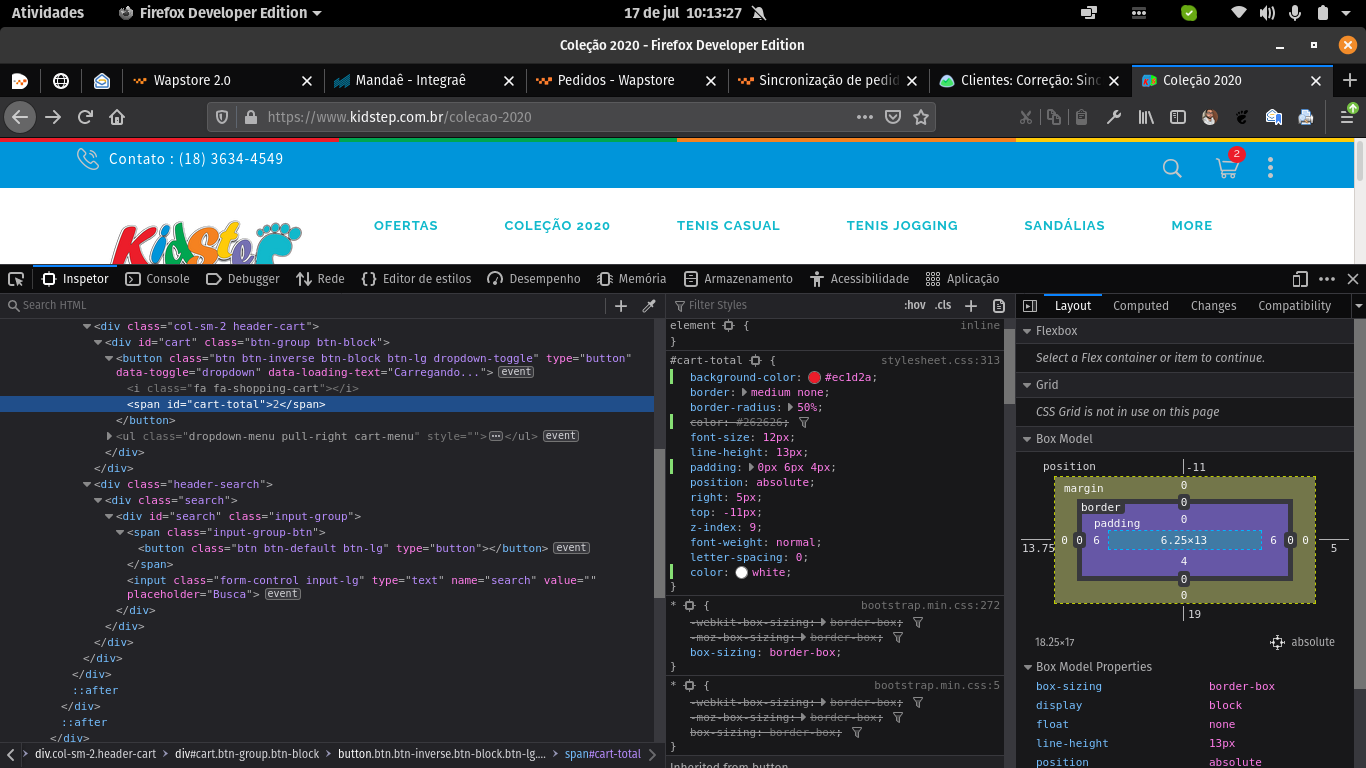 Atividades
Firefox Developer Edition
17 de jul 10:13:27
Coleção 2020 - Firefox Developer Edition
Wapstore 2.0
Mandaê - Integraê
Pedidos - Wapstore
Sincronização de pedid
Clientes: Correção: Sinc
Coleção 2020
https://www.kidstep.com.br/colecao-2020
Contato : (18) 3634-4549
2
KidSte
OFERTAS
COLEÇÃO 2020
TENIS CASUAL
TENIS JOGGING
SANDÁLIAS
MORE
Inspetor
Console
Debugger
Rede
Editor de estilos
Desempenho
Memória
Armazenamento
Acessibilidade
Aplicação
Search HTML
<div class="col-sm-2 header-cart">
<div id="cart" class="btn-group btn-block">
<button class="btn btn-inverse btn-block btn-lg dropdown-toggle" type="button"
data-toggle="dropdown" data-loading-text="Carregando..."> event
<i class="fa fa-shopping-cart"></i>
<span id="cart-total">2</span>
</button>
<ul class="dropdown-menu pull-right cart-menu" style="">…</ul> event
</div>
</div>
<div class="header-search">
<div class="search">
<div id="search" class="input-group">
<span class="input-group-btn">
<button class="btn btn-default btn-lg" type="button"></button> event
</span>
<input class="form-control input-lg" type="text" name="search" value=""
placeholder="Busca"> event
</div>
</div>
</div>
</div>
</div>
::after
</div>
::after
</div>
div.col-sm-2.header-cart
div#cart.btn-group.btn-block
button.btn.btn-inverse.btn-block.btn-lg....
span#cart-total
Filter Styles
:hov .cls
element { inline
}
#cart-total { stylesheet.css:313
background-color: #ec1d2a;
border: medium none;
border-radius: 50%;
color: #262626;
font-size: 12px;
line-height: 13px;
padding: 0px 6px 4px;
position: absolute;
right: 5px;
top: -11px;
z-index: 9;
font-weight: normal;
letter-spacing: 0;
color: white;
}
* { bootstrap.min.css:272
-webkit-box-sizing: border-box;
-moz-box-sizing: border-box;
box-sizing: border-box;
}
* { bootstrap.min.css:5
-webkit-box-sizing: border-box;
-moz-box-sizing: border-box;
box-sizing: border-box;
}
Inherited from button
Layout
Computed
Changes
Compatibility
Flexbox
Select a Flex container or item to continue.
Grid
CSS Grid is not in use on this page
Box Model
position
-11
margin
0
border
0
padding
0
13.75
0
0
6
6.25×13
6
0
0
5
4
0
0
19
18.25×17
absolute
Box Model Properties
box-sizing border-box
display block
float none
line-height 13px
position absolute